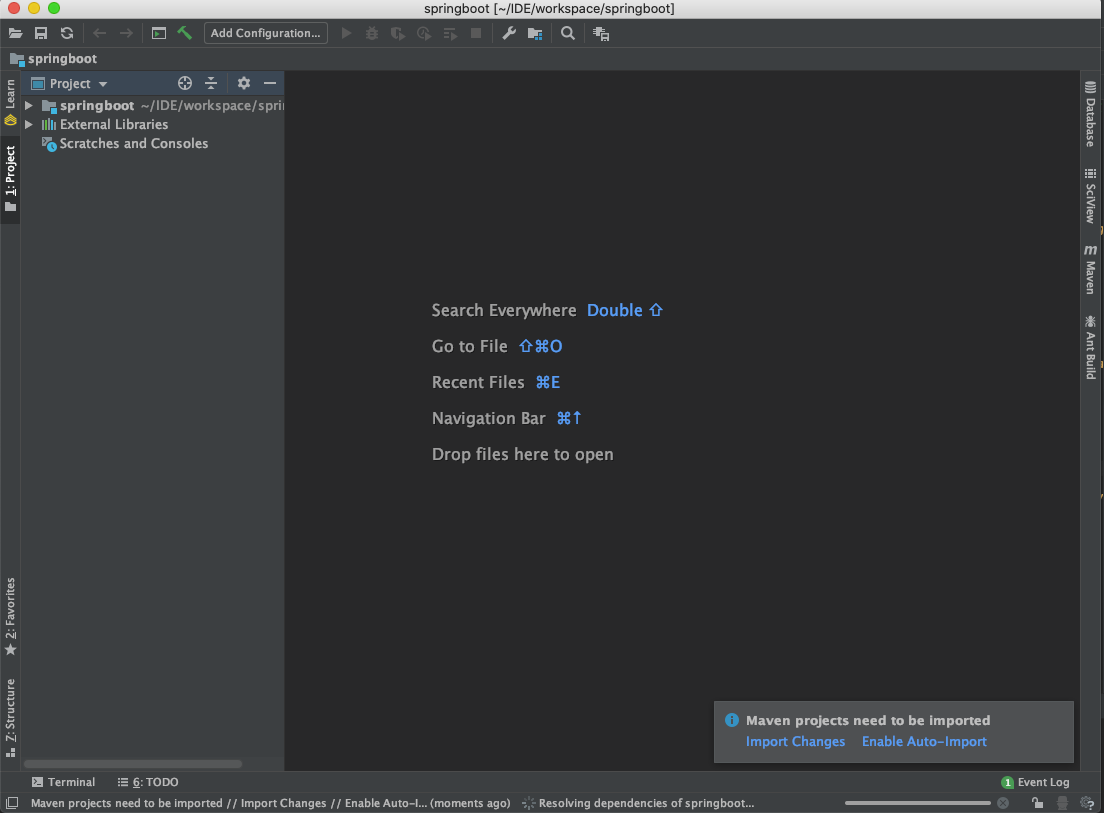 springboot [~/IDE/workspace/springboot]
Add Configuration...
springboot
Project
springboot ~/IDE/workspace/spri
External Libraries
Scratches and Consoles
Learn
1: Project
2: Favorites
Z: Structure
Search Everywhere Double ⇧
Go to File ⇧⌘O
Recent Files ⌘E
Navigation Bar ⌘↑
Drop files here to open
Database
SciView
m
Maven
Ant Build
Maven projects need to be imported
Import Changes Enable Auto-Import
Terminal 6: TODO 1 Event Log
Maven projects need to be imported // Import Changes // Enable Auto-I... (moments ago) Resolving dependencies of springboot...